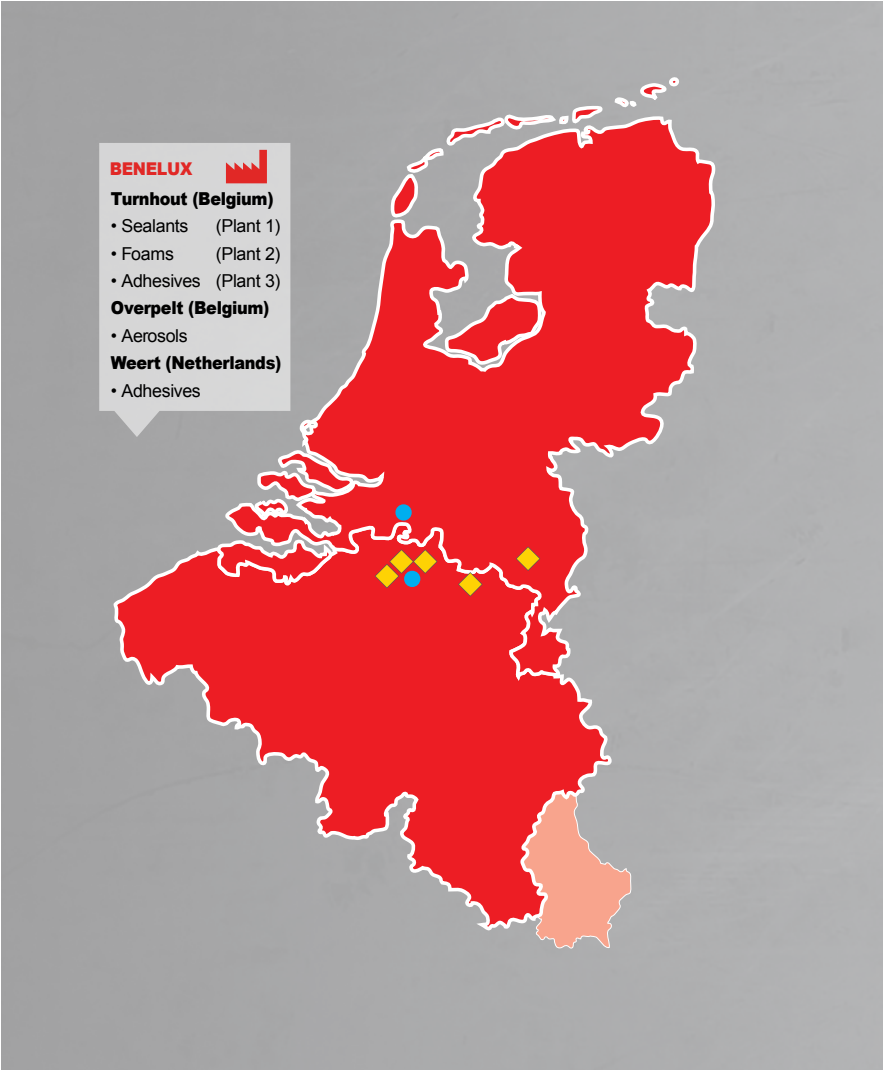 BENELUX
Turnhout (Belgium)
• Sealants (Plant 1)
• Foams (Plant 2)
• Adhesives (Plant 3)
Overpelt (Belgium)
• Aerosols
Weert (Netherlands)
• Adhesives